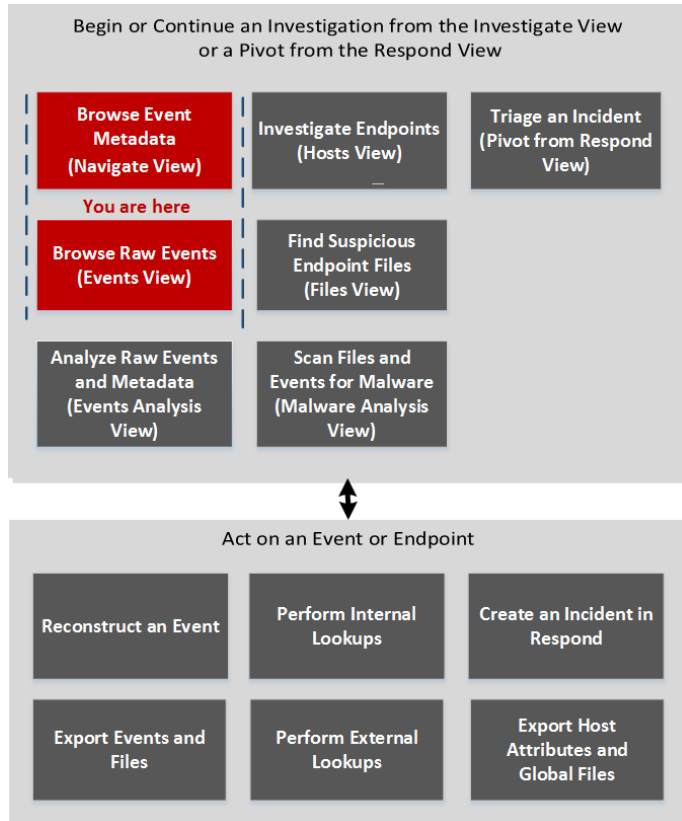 Begin or Continue an Investigation from the Investigate View
or a Pivot from the Respond View
Browse Event
Metadata
(Navigate View)
Investigate Endpoints
(Hosts View)
Triage an Incident
(Pivot from Respond
View)
You are here
Browse Raw Events
(Events View)
Find Suspicious
Endpoint Files
(Files View)
Analyze Raw Events
and Metadata
(Events Analysis
View)
Scan Files and
Events for Malware
(Malware Analysis
View)
Act on an Event or Endpoint
Reconstruct an Event
Perform Internal
Lookups
Create an Incident in
Respond
Export Events and
Files
Perform External
Lookups
Export Host
Attributes and
Global Files